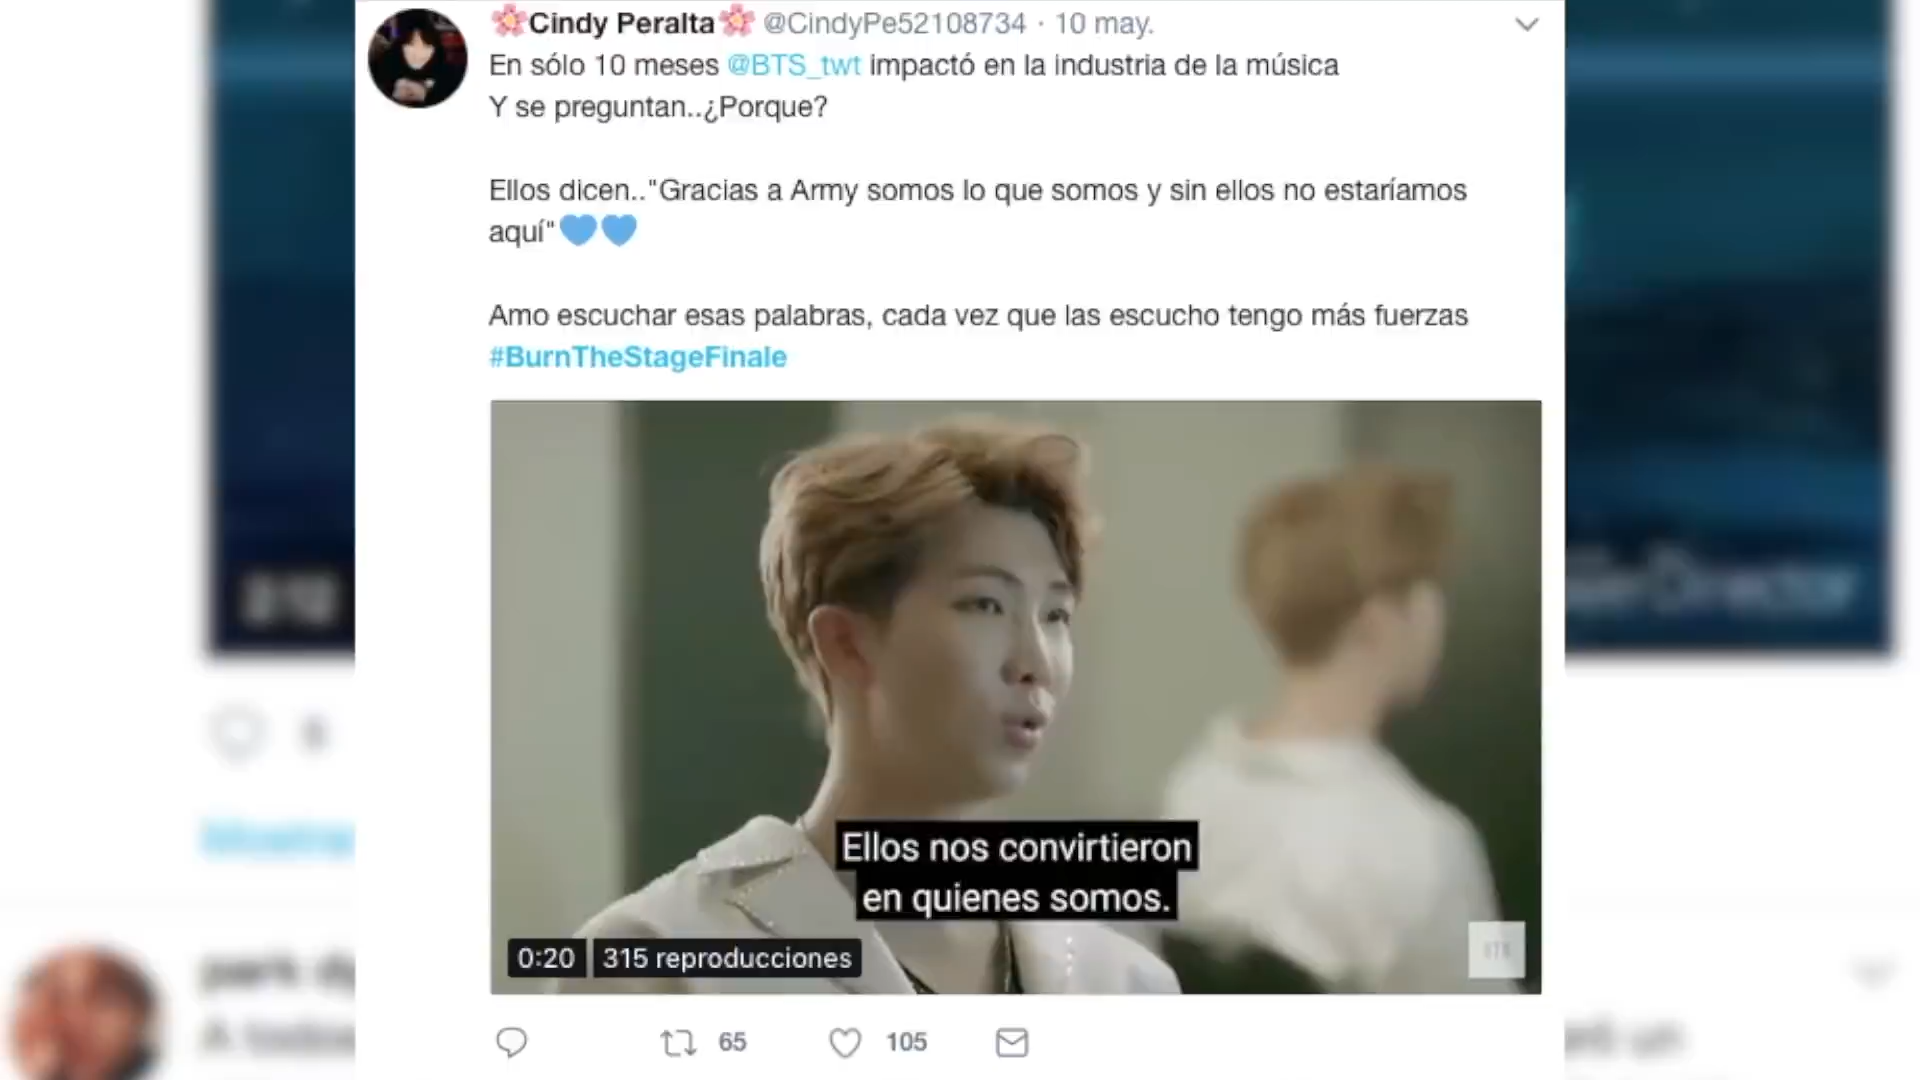 🌸Cindy Peralta🌸 @CindyPe52108734 · 10 may.
En sólo 10 meses @BTS_twt impactó en la industria de la música
Y se preguntan..¿Porque?
Ellos dicen.."Gracias a Army somos lo que somos y sin ellos no estaríamos
aquí"💙💙
Amo escuchar esas palabras, cada vez que las escucho tengo más fuerzas
#BurnTheStageFinale
Ellos nos convirtieron
en quienes somos.
0:20 315 reproducciones
BTS
65 105